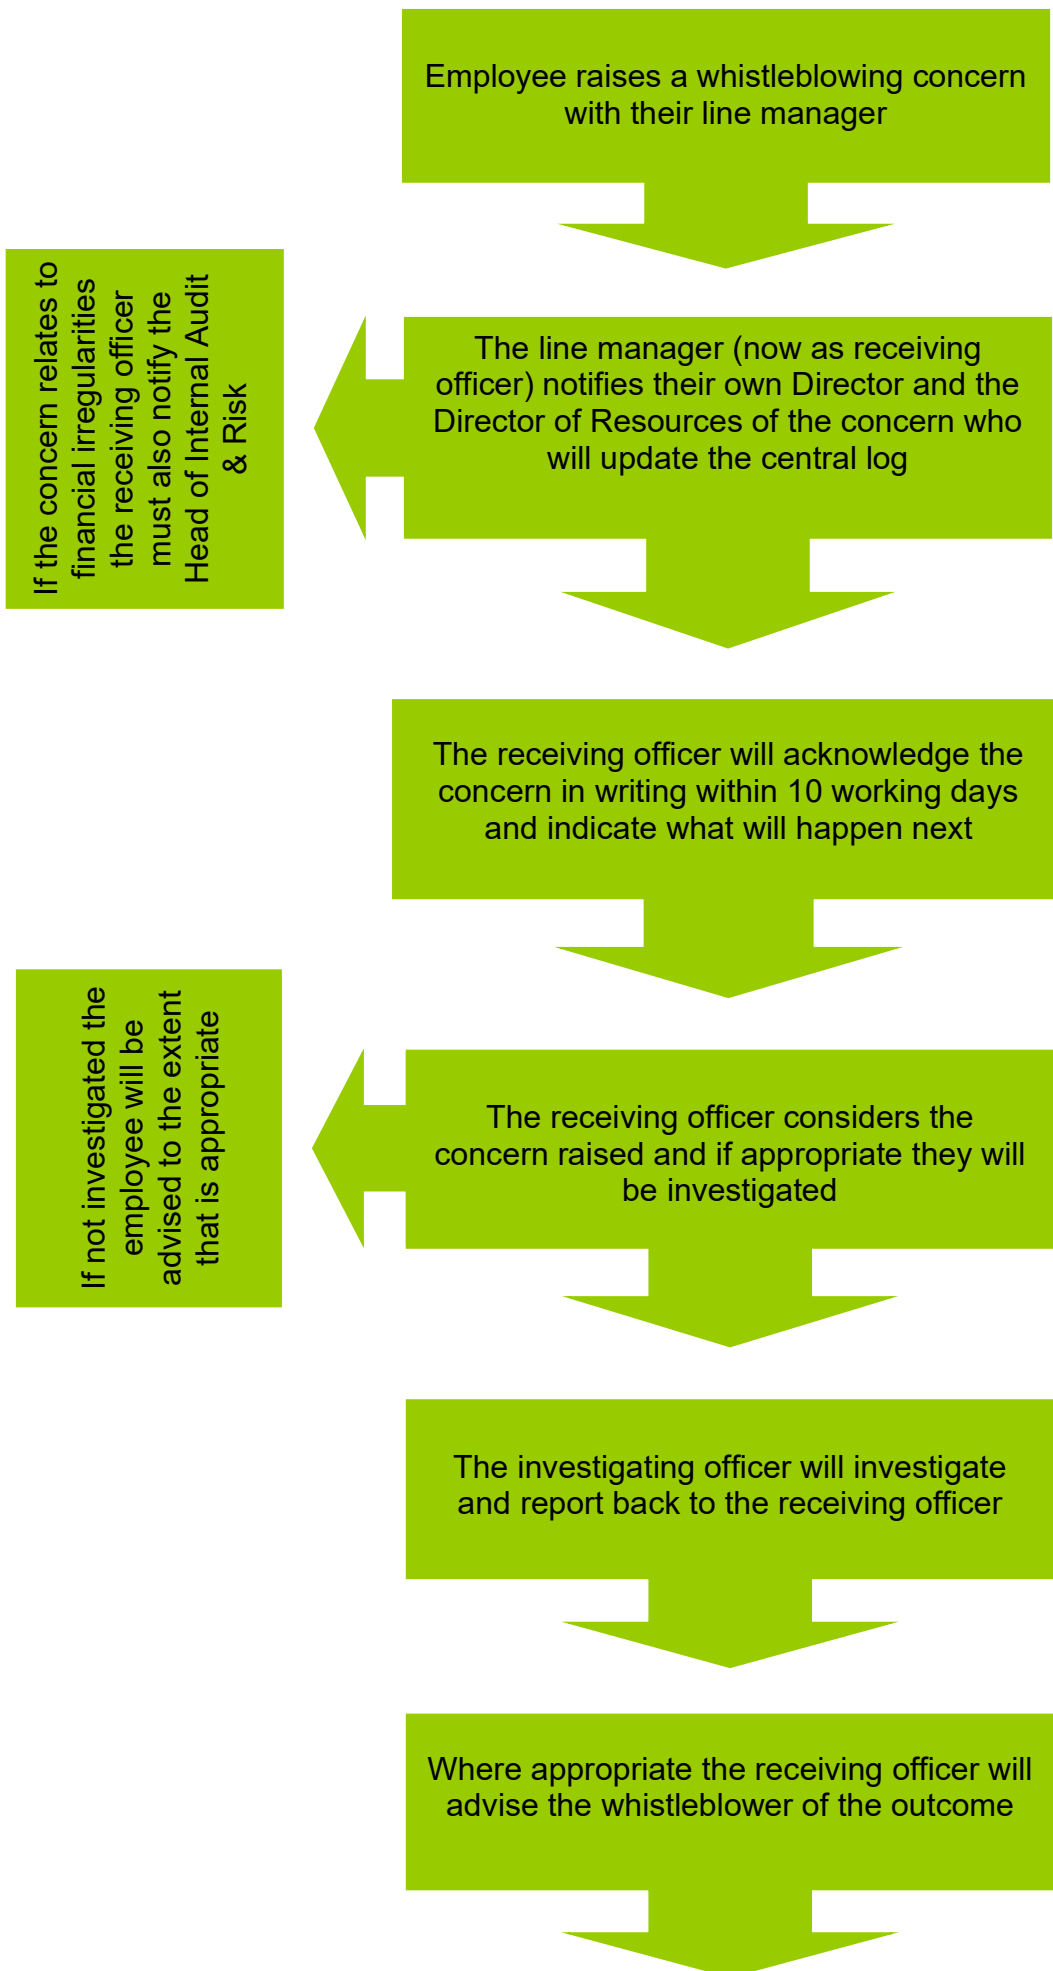 Employee raises a whistleblowing concern
with their line manager
If the concern relates to
financial irregularities
the receiving officer
must also notify the
Head of Internal Audit
& Risk
The line manager (now as receiving
officer) notifies their own Director and the
Director of Resources of the concern who
will update the central log
The receiving officer will acknowledge the
concern in writing within 10 working days
and indicate what will happen next
If not investigated the
employee will be
advised to the extent
that is appropriate
The receiving officer considers the
concern raised and if appropriate they will
be investigated
The investigating officer will investigate
and report back to the receiving officer
Where appropriate the receiving officer will
advise the whistleblower of the outcome